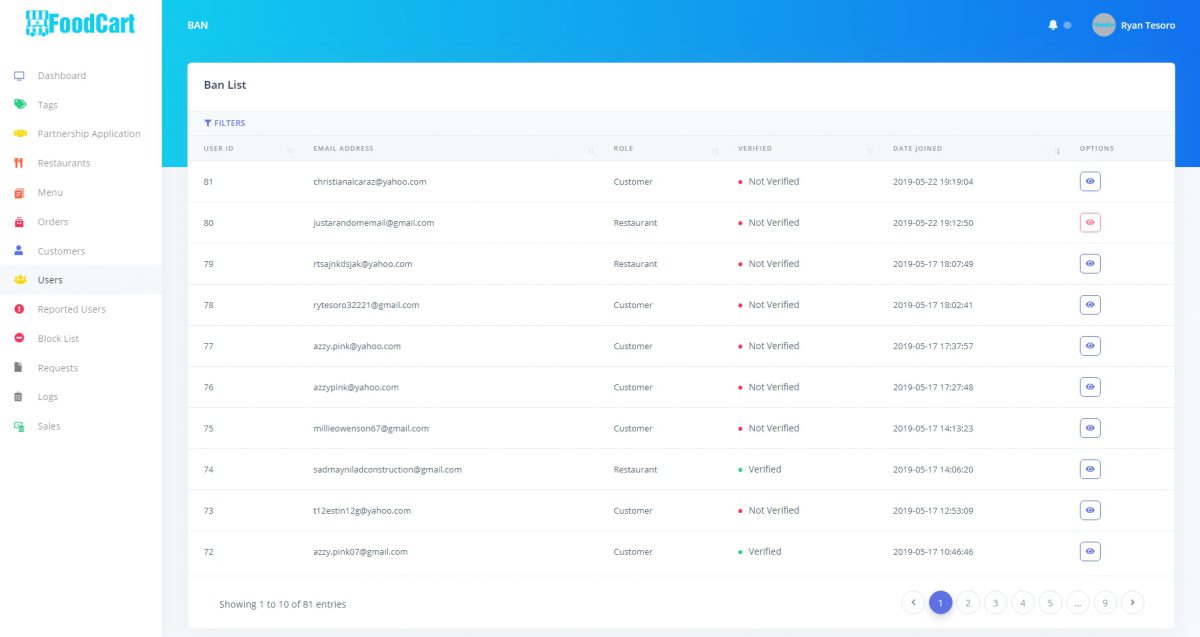 FoodCart
BAN
Ryan Tesoro
Dashboard
Tags
Partnership Application
Restaurants
Menu
Orders
Customers
Users
Reported Users
Block List
Requests
Logs
Sales
Ban List
FILTERS
USER ID EMAIL ADDRESS ROLE VERIFIED DATE JOINED OPTIONS
81 christianalcaraz@yahoo.com Customer Not Verified 2019-05-22 19:19:04
80 justarandomemail@gmail.com Restaurant Not Verified 2019-05-22 19:12:50
79 rtsajnkdsjak@yahoo.com Restaurant Not Verified 2019-05-17 18:07:49
78 rytesoro32221@gmail.com Customer Not Verified 2019-05-17 18:02:41
77 azzy.pink@yahoo.com Customer Not Verified 2019-05-17 17:37:57
76 azzypink@yahoo.com Customer Not Verified 2019-05-17 17:27:48
75 millieowenson67@gmail.com Customer Not Verified 2019-05-17 14:13:23
74 sadmayniladconstruction@gmail.com Restaurant Verified 2019-05-17 14:06:20
73 t12estin12g@yahoo.com Customer Not Verified 2019-05-17 12:53:09
72 azzy.pink07@gmail.com Customer Verified 2019-05-17 10:46:46
Showing 1 to 10 of 81 entries
1 2 3 4 5 ... 9